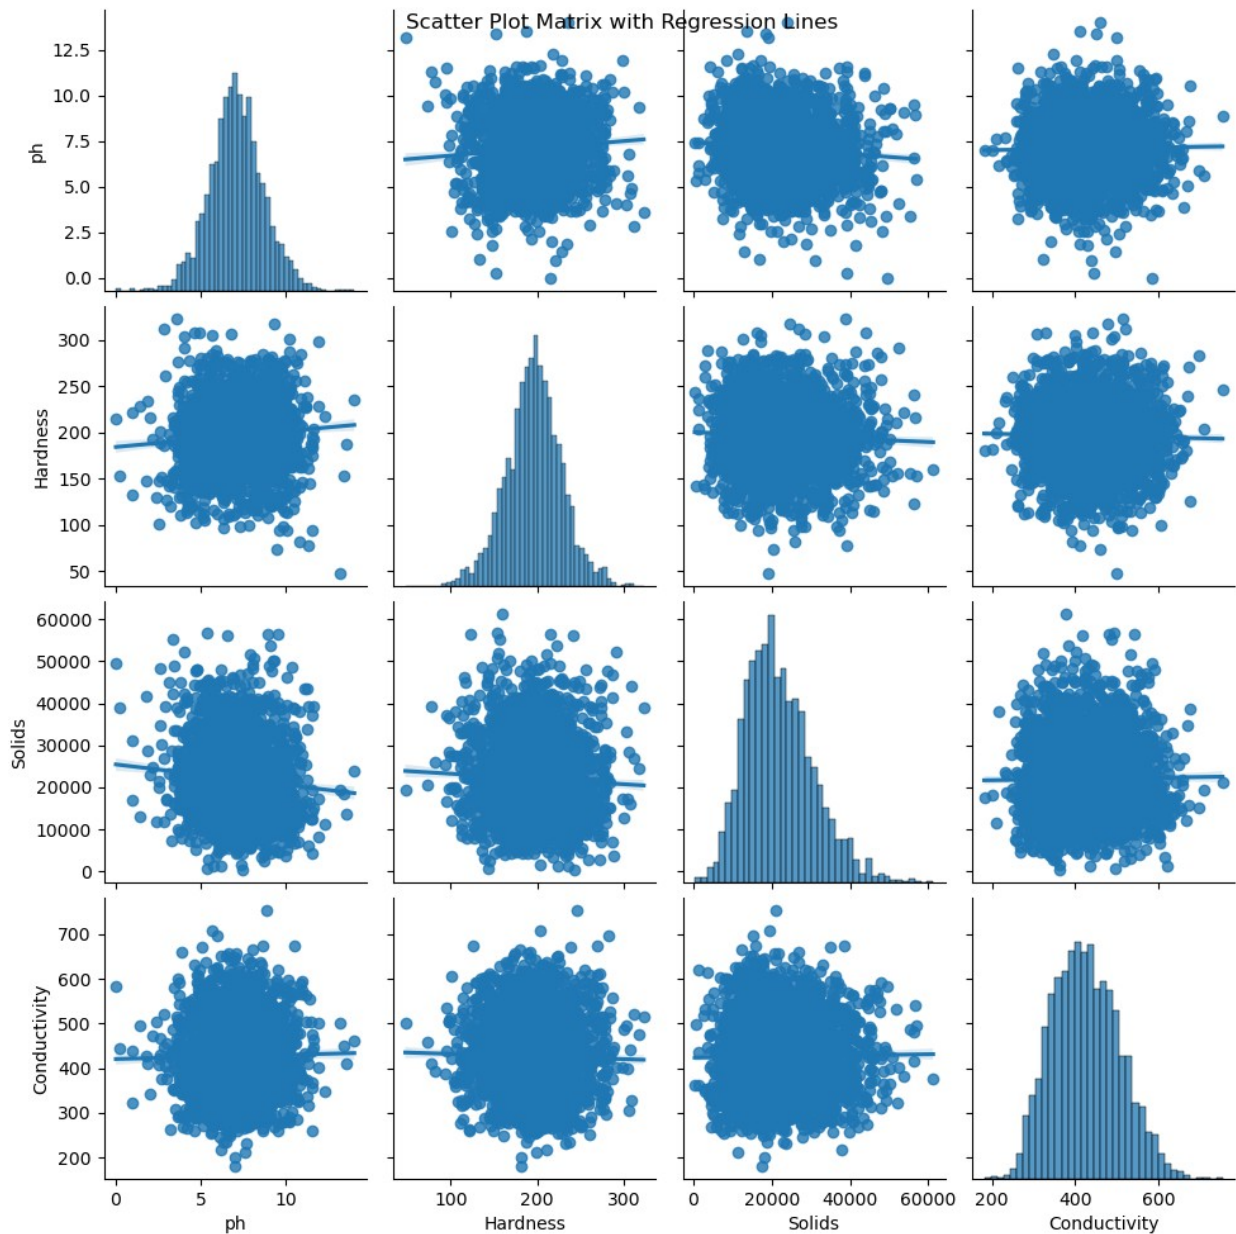 Scatter Plot Matrix with Regression Lines
12.5
10.0
7.5
5.0
2.5
0.0
ph
300
250
200
150
100
50
Hardness
60000
50000
40000
30000
20000
10000
0
Solids
700
600
500
400
300
200
Conductivity
0 5 10
100 200 300
0 20000 40000 60000
200 400 600
ph Hardness Solids Conductivity